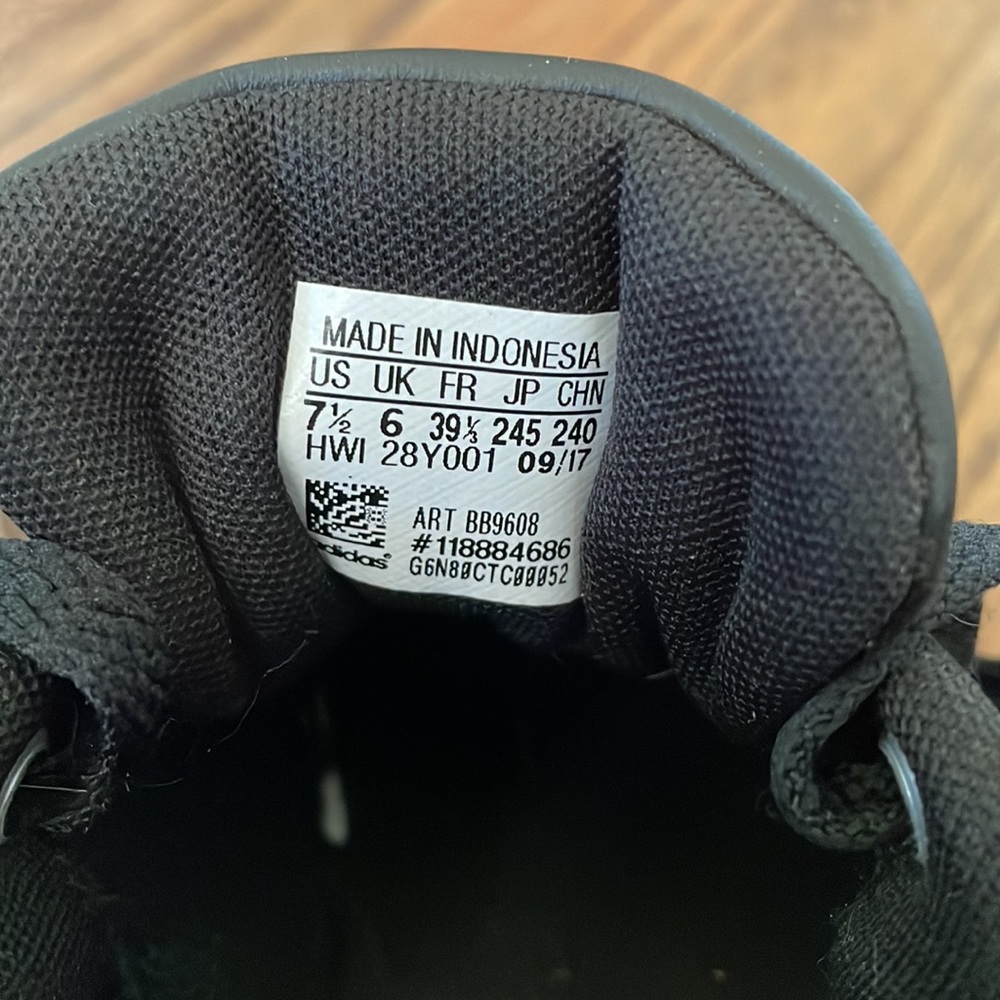 MADE IN INDONESIA
US UK FR JP CHN
7½ 6 39⅓ 245 240
HWI 28Y001 09/17
ART BB9608
#118884686
adidas G6N80CTC00052